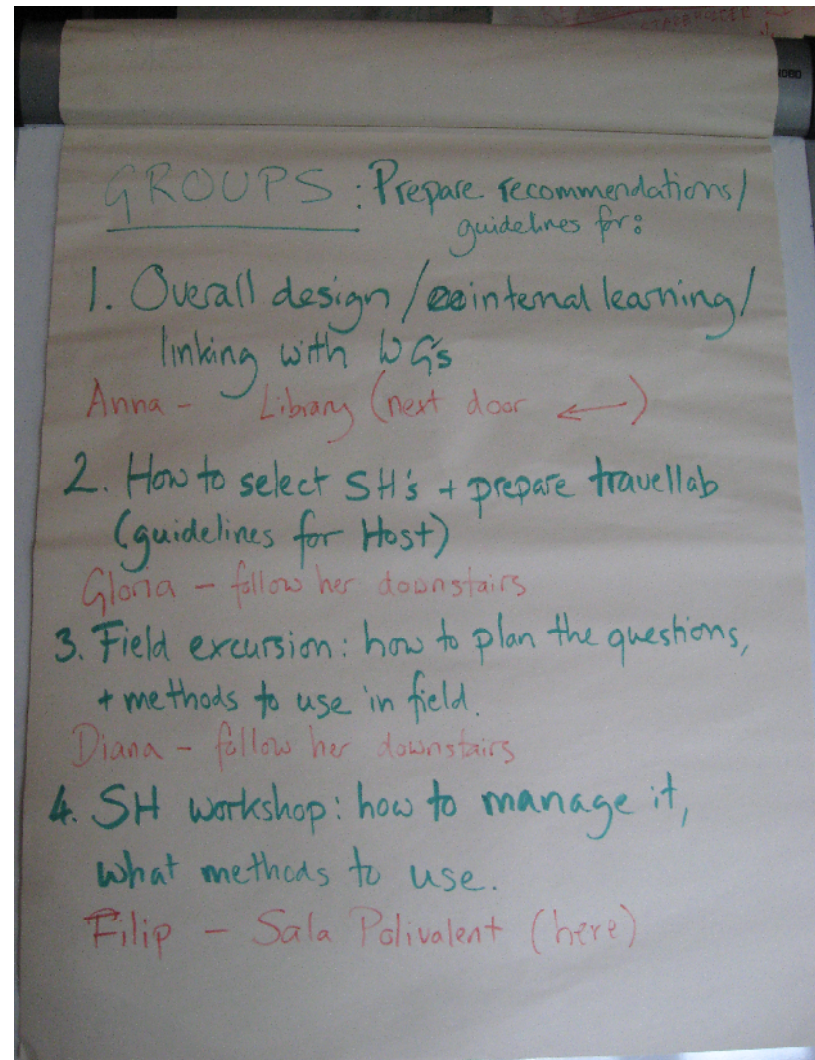 STAKEHOLDER
GROUPS: Prepare recommendations/
guidelines for:
1. Overall design / internal learning/
linking with WG's
Anna - Library (next door ←)
2. How to select SH's + prepare travellab
(guidelines for Host)
Gloria - follow her downstairs
3. Field excursion: how to plan the questions,
+ methods to use in field.
Diana - follow her downstairs
4. SH workshop: how to manage it,
what methods to use.
Filip - Sala Polivalent (here)